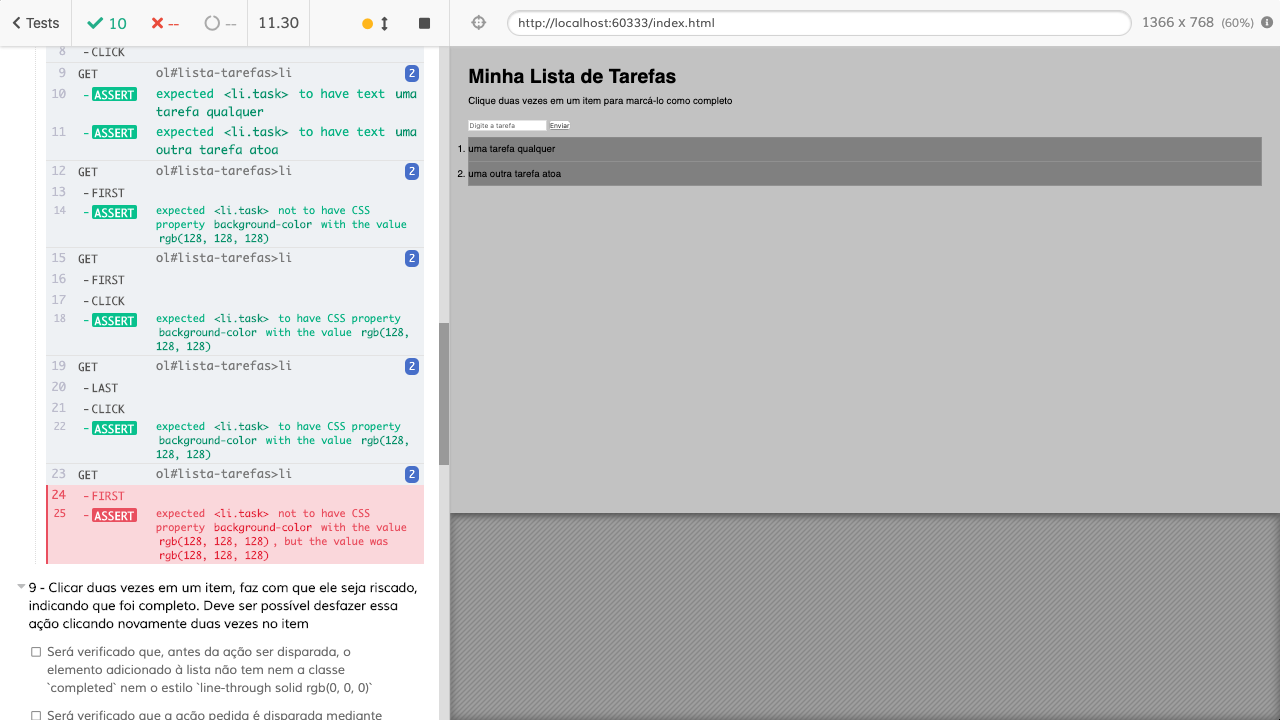 Tests
10
--
--
11.30
http://localhost:60333/index.html
1366 x 768 (60%)
8 - CLICK
9 GET ol#lista-tarefas>li 2
10 - ASSERT expected <li.task> to have text uma
tarefa qualquer
11 - ASSERT expected <li.task> to have text uma
outra tarefa atoa
12 GET ol#lista-tarefas>li 2
13 - FIRST
14 - ASSERT expected <li.task> not to have CSS
property background-color with the value
rgb(128, 128, 128)
15 GET ol#lista-tarefas>li 2
16 - FIRST
17 - CLICK
18 - ASSERT expected <li.task> to have CSS property
background-color with the value rgb(128,
128, 128)
19 GET ol#lista-tarefas>li 2
20 - LAST
21 - CLICK
22 - ASSERT expected <li.task> to have CSS property
background-color with the value rgb(128,
128, 128)
23 GET ol#lista-tarefas>li 2
24 - FIRST
25 - ASSERT expected <li.task> not to have CSS
property background-color with the value
rgb(128, 128, 128), but the value was
rgb(128, 128, 128)
9 - Clicar duas vezes em um item, faz com que ele seja riscado,
indicando que foi completo. Deve ser possível desfazer essa
ação clicando novamente duas vezes no item
Será verificado que, antes da ação ser disparada, o
elemento adicionado à lista não tem nem a classe
`completed` nem o estilo `line-through solid rgb(0, 0, 0)`
Será verificado que a ação pedida é disparada mediante
Minha Lista de Tarefas
Clique duas vezes em um item para marcá-lo como completo
Digite a tarefa Enviar
1. uma tarefa qualquer
2. uma outra tarefa atoa